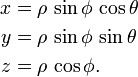 x = ρ sin ϕ cos θ
y = ρ sin ϕ sin θ
z = ρ cos ϕ.